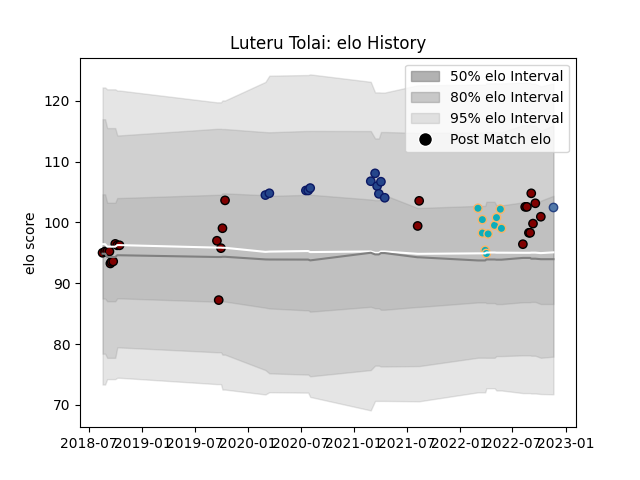 Luteru Tolai: elo History
50% elo Interval
80% elo Interval
95% elo Interval
Post Match elo
elo score
120
110
100
90
80
70
2018-07 2019-01 2019-07 2020-01 2020-07 2021-01 2021-07 2022-01 2022-07 2023-01